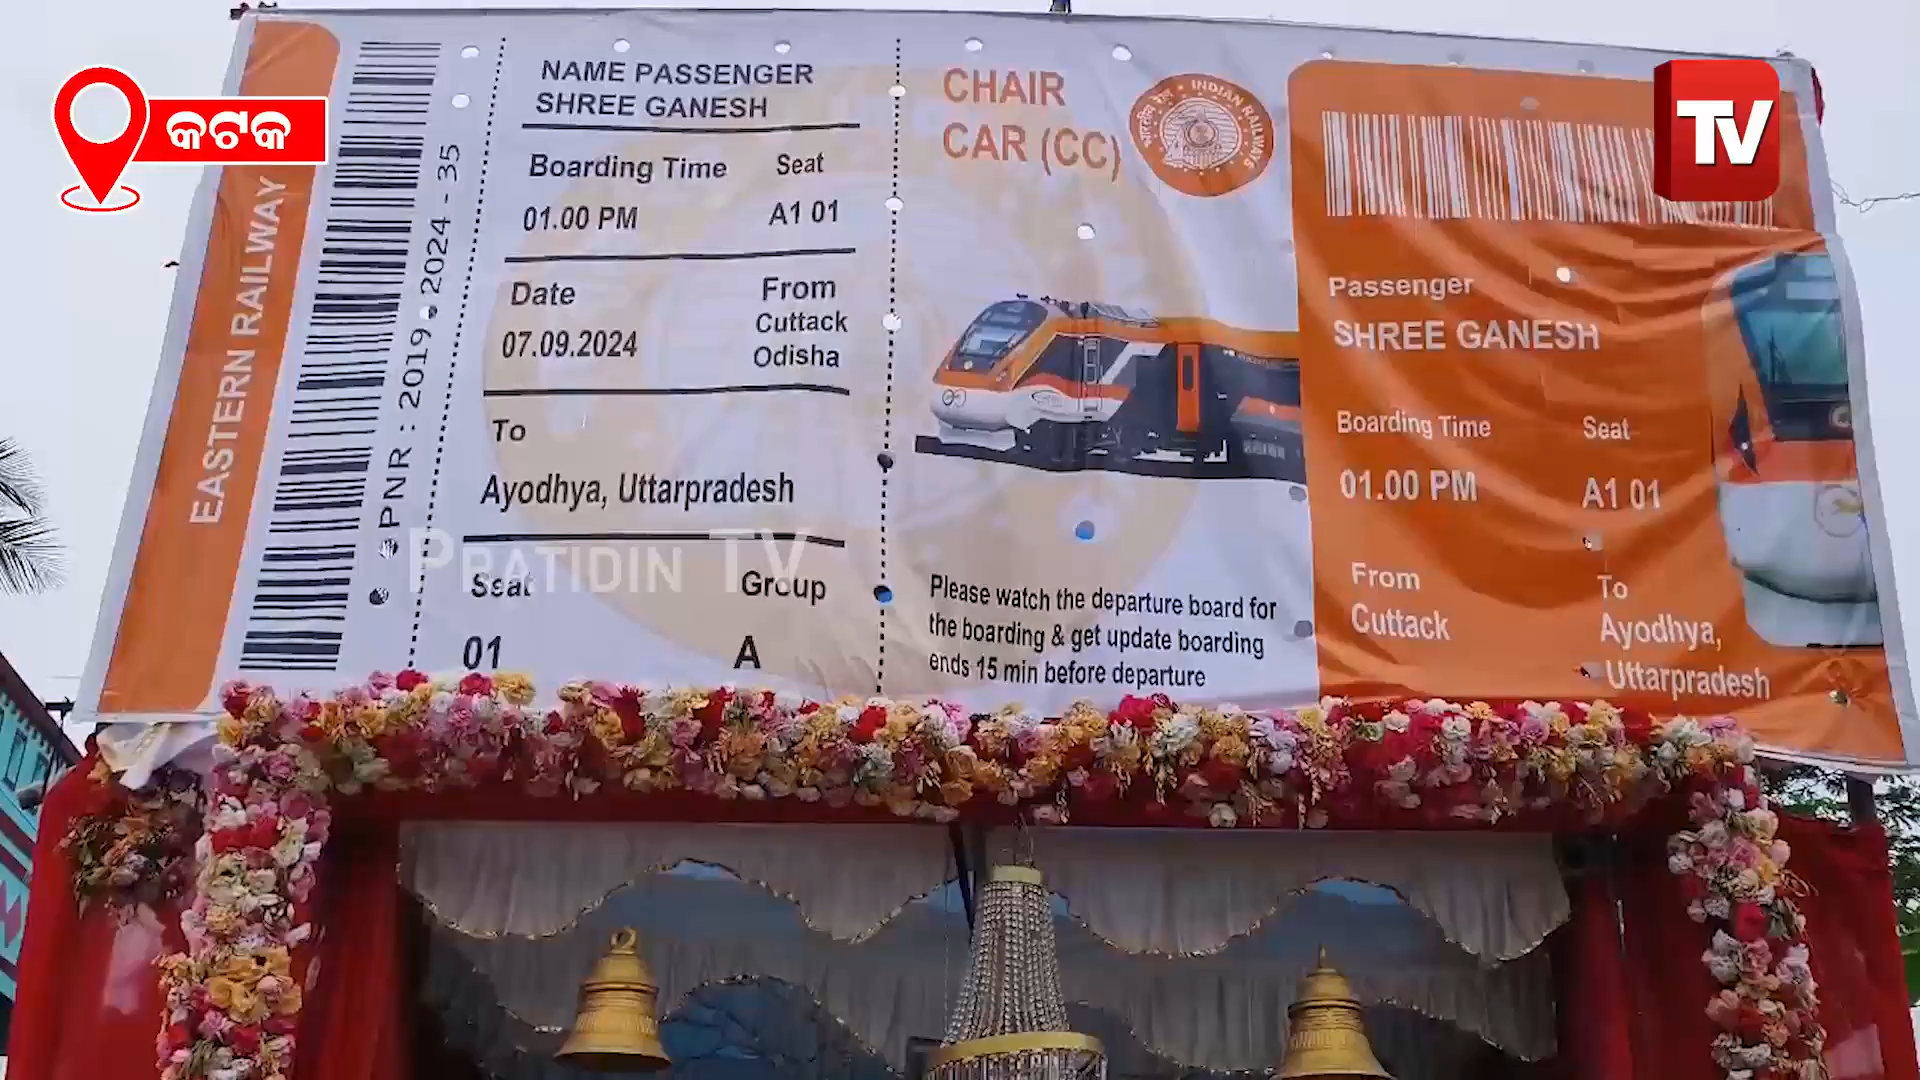 କଟକ
TV
EASTERN RAILWAY
PNR : 2019 2024 - 35
NAME PASSENGER
SHREE GANESH
Boarding Time Seat
01.00 PM A1 01
Date From
07.09.2024 Cuttack
Odisha
To
Ayodhya, Uttarpradesh
Seat Group
01 A
CHAIR
CAR (CC)
INDIAN RAILWAYS
भारतीय रेल
Please watch the departure board for
the boarding & get update boarding
ends 15 min before departure
Passenger
SHREE GANESH
Boarding Time Seat
01.00 PM A1 01
From To
Cuttack Ayodhya,
Uttarpradesh
PRATIDIN TV